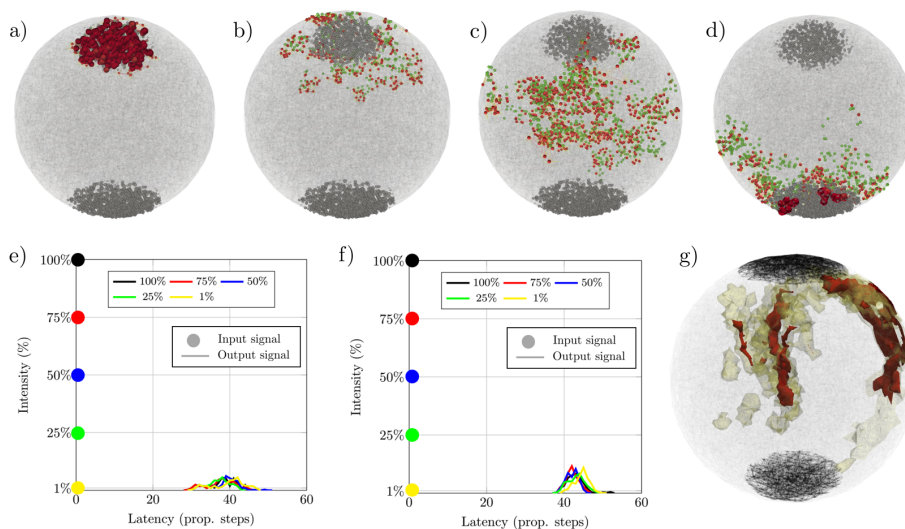 a)
b)
c)
d)
e)
100%
75%
50%
25%
1%
Intensity (%)
100% 75% 50%
25% 1%
Input signal
Output signal
0 20 40 60
Latency (prop. steps)
f)
100%
75%
50%
25%
1%
Intensity (%)
100% 75% 50%
25% 1%
Input signal
Output signal
0 20 40 60
Latency (prop. steps)
g)